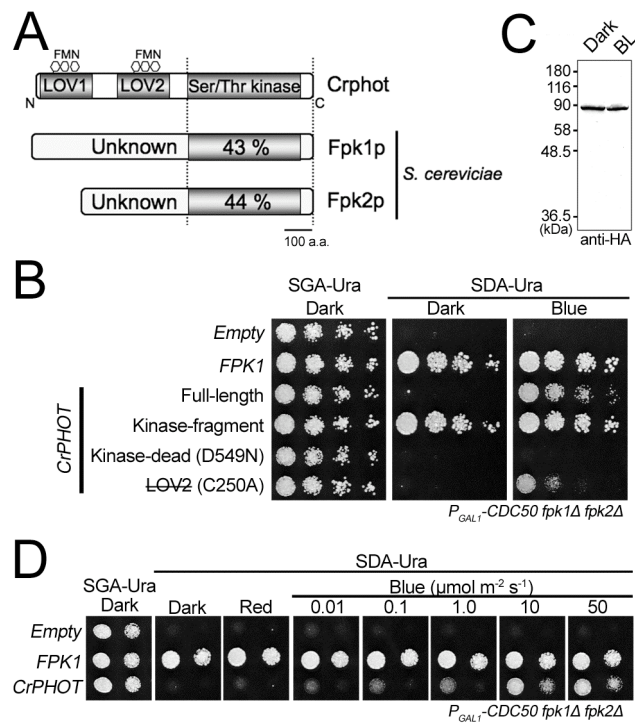 A
FMN FMN
LOV1 LOV2 Ser/Thr kinase Crphot
N C
Unknown 43 % Fpk1p
S. cereviciae
Unknown 44 % Fpk2p
100 a.a.
C
Dark BL
180
116
90
58
48.5
36.5
(kDa)
anti-HA
B
SGA-Ura SDA-Ura
Dark Dark Blue
Empty
FPK1
CrPHOT
Full-length
Kinase-fragment
Kinase-dead (D549N)
LOV2 (C250A)
P_GAL1-CDC50 fpk1Δ fpk2Δ
D
SDA-Ura
SGA-Ura Blue (μmol m-2 s-1)
Dark Dark Red 0.01 0.1 1.0 10 50
Empty
FPK1
CrPHOT
P_GAL1-CDC50 fpk1Δ fpk2Δ